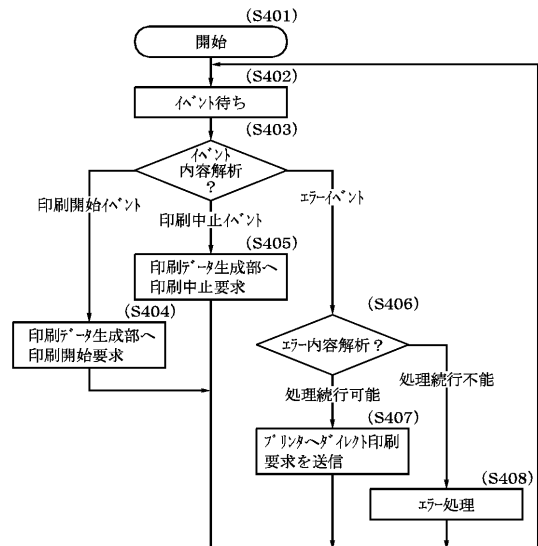 (S401)
開始
(S402)
ｲﾍﾞﾝﾄ待ち
(S403)
ｲﾍﾞﾝﾄ
内容解析
?
印刷開始ｲﾍﾞﾝﾄ
印刷中止ｲﾍﾞﾝﾄ
ｴﾗｰｲﾍﾞﾝﾄ
(S405)
印刷ﾃﾞｰﾀ生成部へ
印刷中止要求
(S404)
印刷ﾃﾞｰﾀ生成部へ
印刷開始要求
(S406)
ｴﾗｰ内容解析?
処理続行可能
処理続行不能
(S407)
ﾌﾟﾘﾝﾀへﾀﾞｲﾚｸﾄ印刷
要求を送信
(S408)
ｴﾗｰ処理